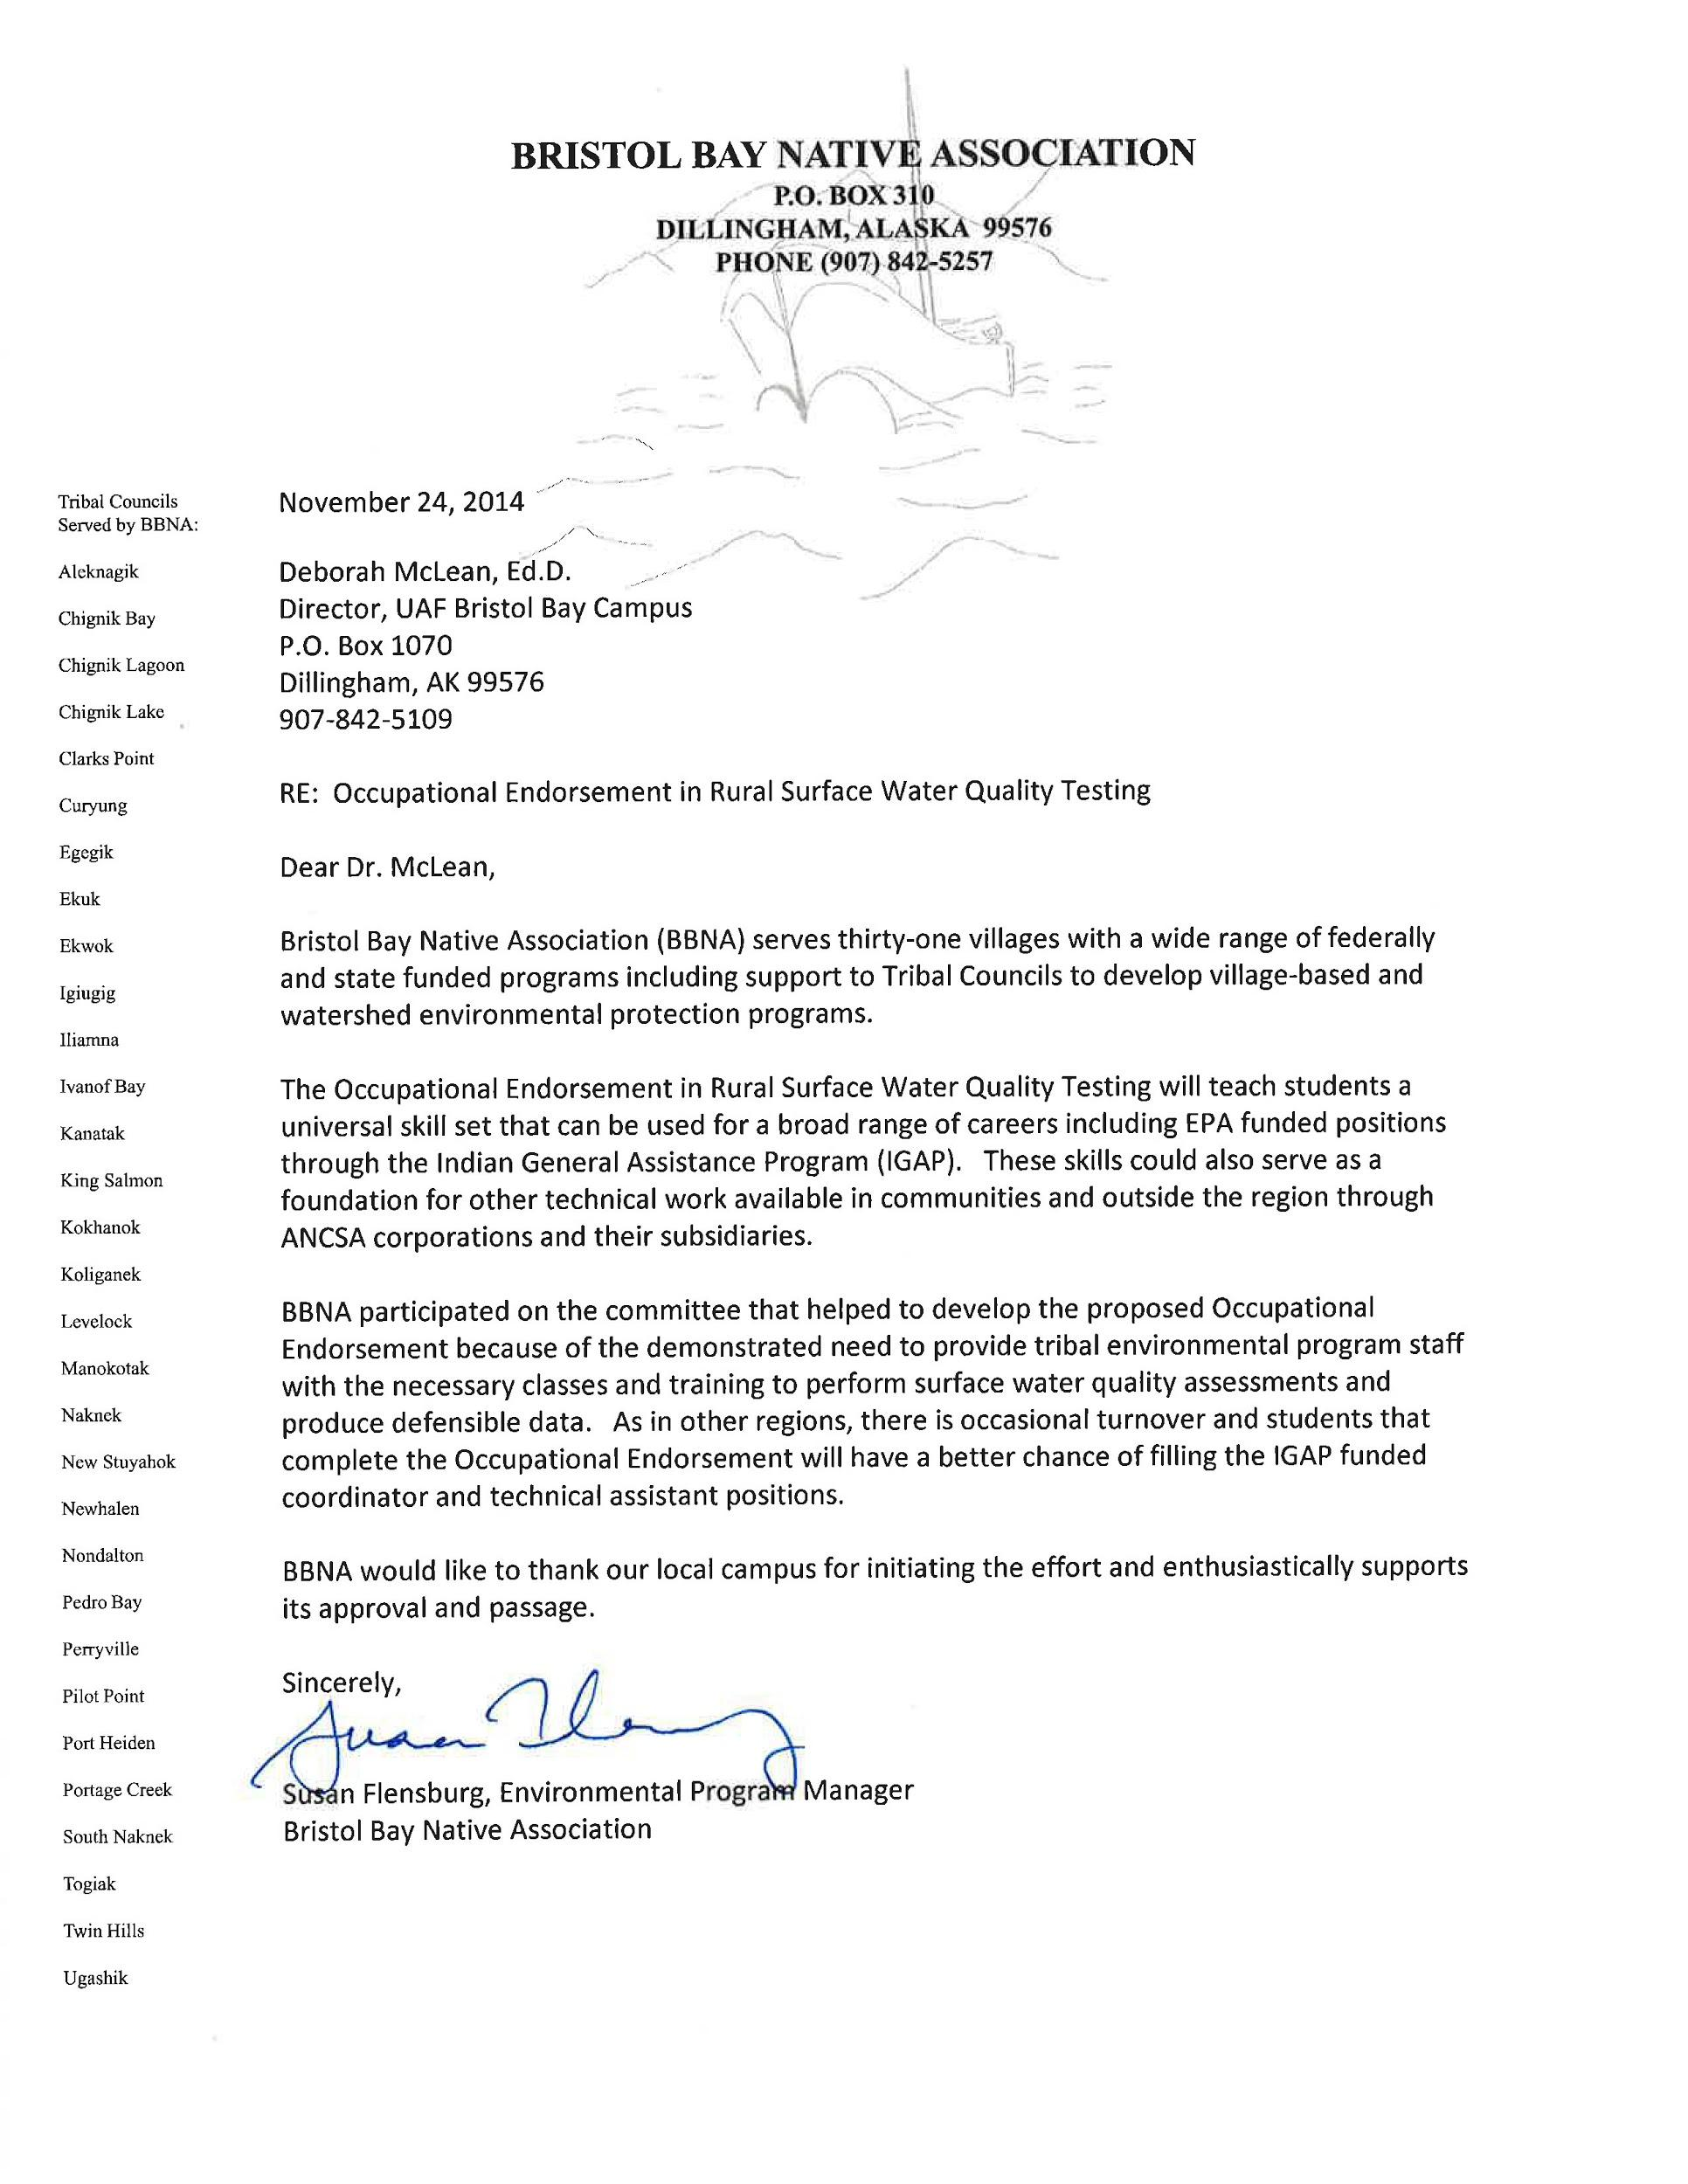 BRISTOL BAY NATIVE ASSOCIATION
P.O. BOX 310
DILLINGHAM, ALASKA 99576
PHONE (907) 842-5257
Tribal Councils
Served by BBNA:
Aleknagik
Chignik Bay
Chignik Lagoon
Chignik Lake
Clarks Point
Curyung
Egegik
Ekuk
Ekwok
Igiugig
Iliamna
Ivanof Bay
Kanatak
King Salmon
Kokhanok
Koliganek
Levelock
Manokotak
Naknek
New Stuyahok
Newhalen
Nondalton
Pedro Bay
Perryville
Pilot Point
Port Heiden
Portage Creek
South Naknek
Togiak
Twin Hills
Ugashik
November 24, 2014
Deborah McLean, Ed.D.
Director, UAF Bristol Bay Campus
P.O. Box 1070
Dillingham, AK 99576
907-842-5109
RE:  Occupational Endorsement in Rural Surface Water Quality Testing
Dear Dr. McLean,
Bristol Bay Native Association (BBNA) serves thirty-one villages with a wide range of federally
and state funded programs including support to Tribal Councils to develop village-based and
watershed environmental protection programs.
The Occupational Endorsement in Rural Surface Water Quality Testing will teach students a
universal skill set that can be used for a broad range of careers including EPA funded positions
through the Indian General Assistance Program (IGAP).   These skills could also serve as a
foundation for other technical work available in communities and outside the region through
ANCSA corporations and their subsidiaries.
BBNA participated on the committee that helped to develop the proposed Occupational
Endorsement because of the demonstrated need to provide tribal environmental program staff
with the necessary classes and training to perform surface water quality assessments and
produce defensible data.   As in other regions, there is occasional turnover and students that
complete the Occupational Endorsement will have a better chance of filling the IGAP funded
coordinator and technical assistant positions.
BBNA would like to thank our local campus for initiating the effort and enthusiastically supports
its approval and passage.
Sincerely,
Susan Flensburg, Environmental Program Manager
Bristol Bay Native Association